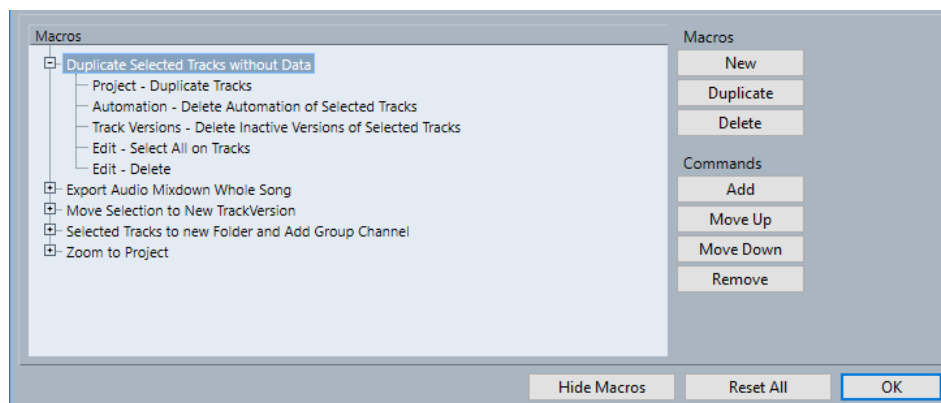 Macros
Duplicate Selected Tracks without Data
Project - Duplicate Tracks
Automation - Delete Automation of Selected Tracks
Track Versions - Delete Inactive Versions of Selected Tracks
Edit - Select All on Tracks
Edit - Delete
Export Audio Mixdown Whole Song
Move Selection to New TrackVersion
Selected Tracks to new Folder and Add Group Channel
Zoom to Project
Macros
New
Duplicate
Delete
Commands
Add
Move Up
Move Down
Remove
Hide Macros
Reset All
OK